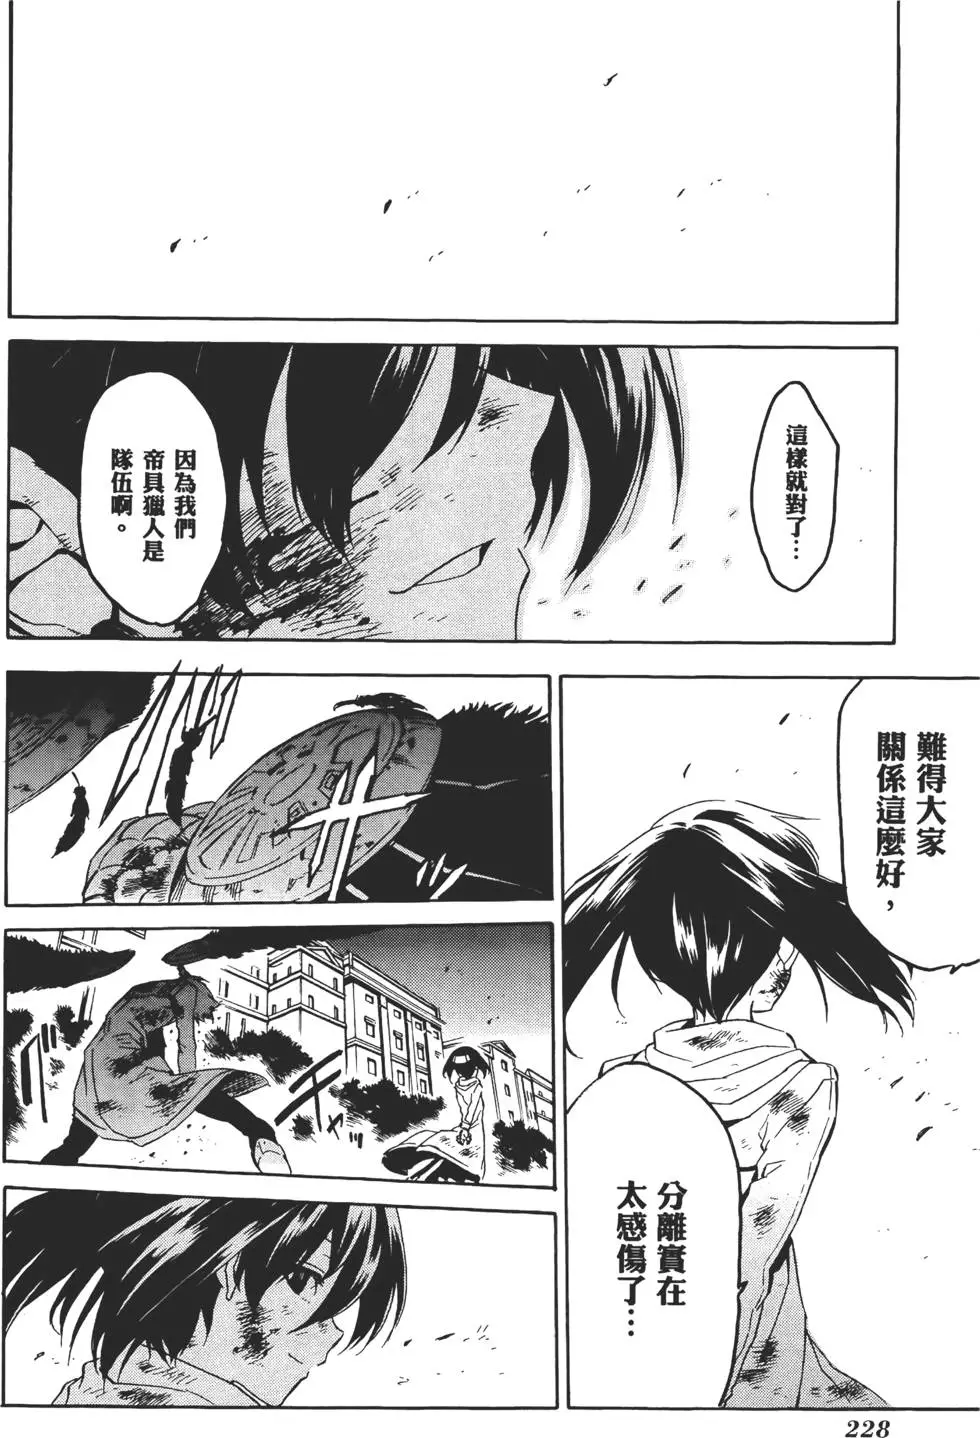 這樣就對了…
因為我們
帝具獵人是
隊伍啊。
難得大家
關係這麼好，
分離實在
太感傷了…
228